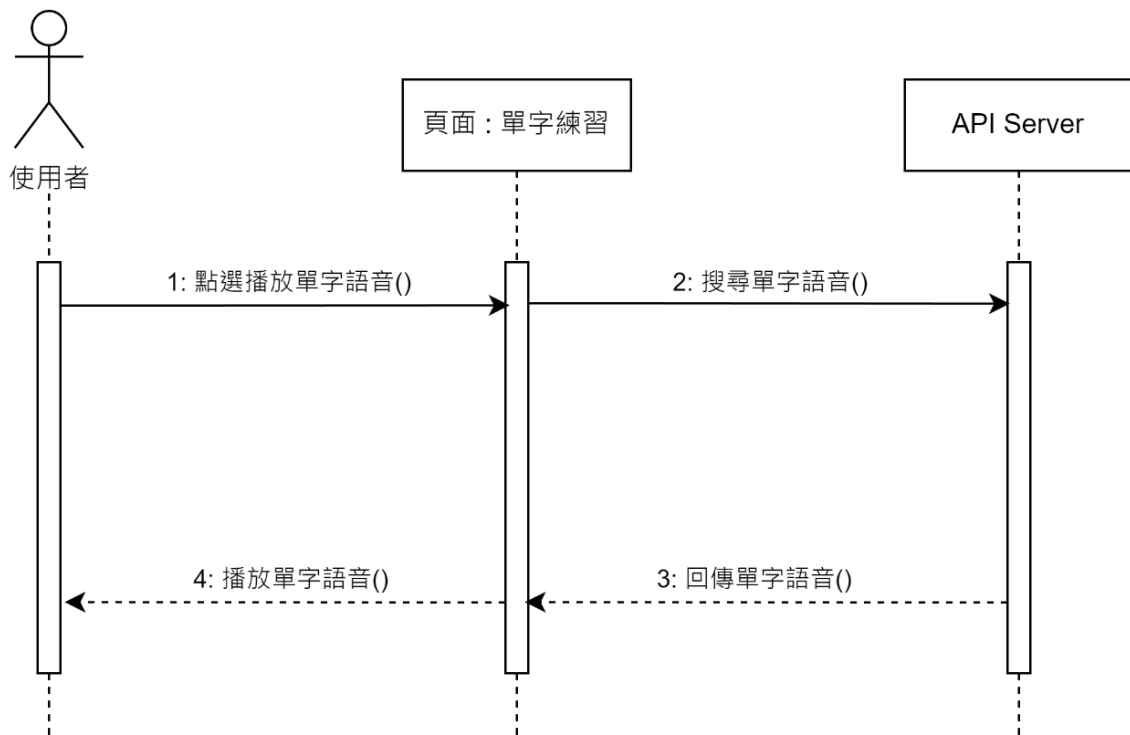 頁面 : 單字練習
API Server
使用者
1: 點選播放單字語音()
2: 搜尋單字語音()
4: 播放單字語音()
3: 回傳單字語音()